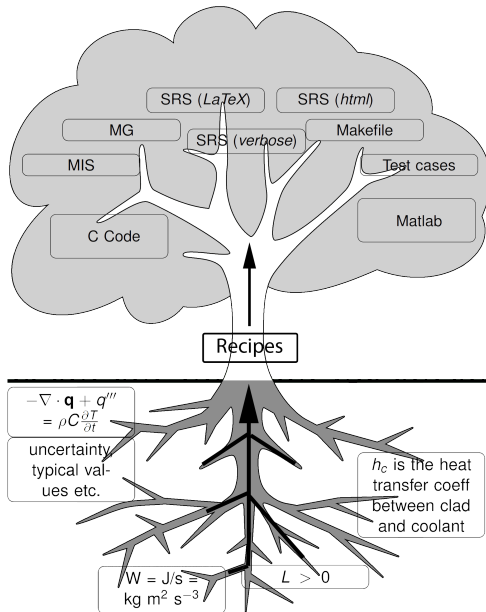 SRS (LaTeX)
SRS (html)
MG
SRS (verbose)
Makefile
MIS
Test cases
C Code
Matlab
Recipes
−∇ · q + q′′′
= ρC ∂T/∂t
uncertainty,
typical val-
ues etc.
h_c is the heat
transfer coeff
between clad
and coolant
W = J/s =
kg m² s⁻³
L > 0